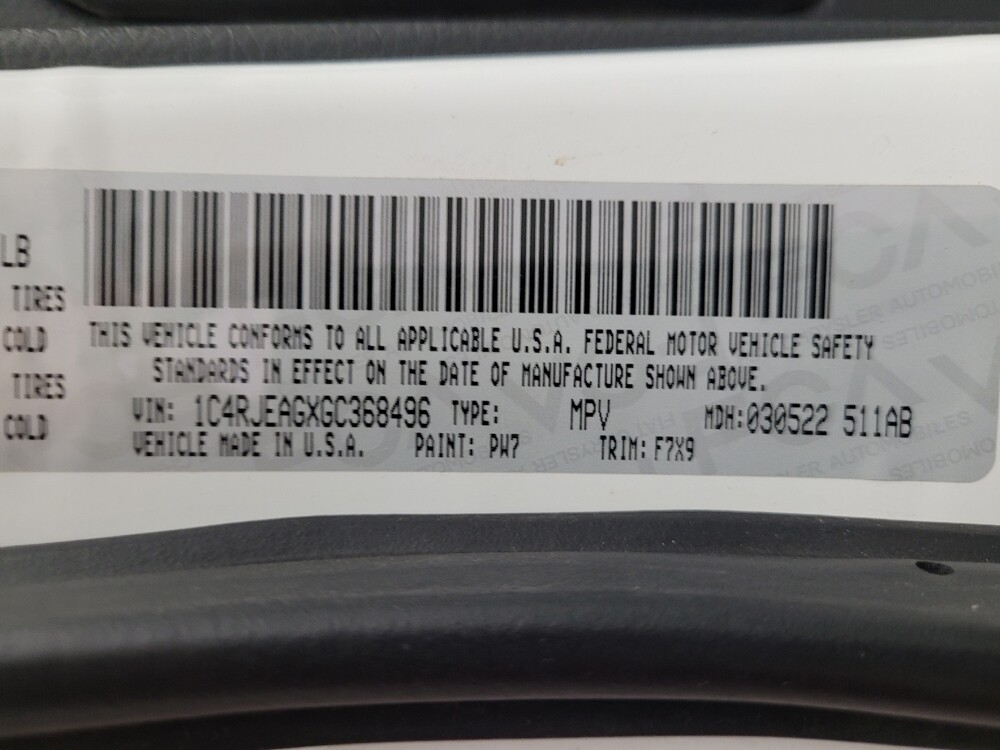 LB
TIRES
COLD
TIRES
COLD
THIS VEHICLE CONFORMS TO ALL APPLICABLE U.S.A. FEDERAL MOTOR VEHICLE SAFETY
STANDARDS IN EFFECT ON THE DATE OF MANUFACTURE SHOWN ABOVE.
VIN: 1C4RJEAGXGC368496 TYPE: MPV MDH:030522 511AB
VEHICLE MADE IN U.S.A. PAINT: PW7 TRIM: F7X9